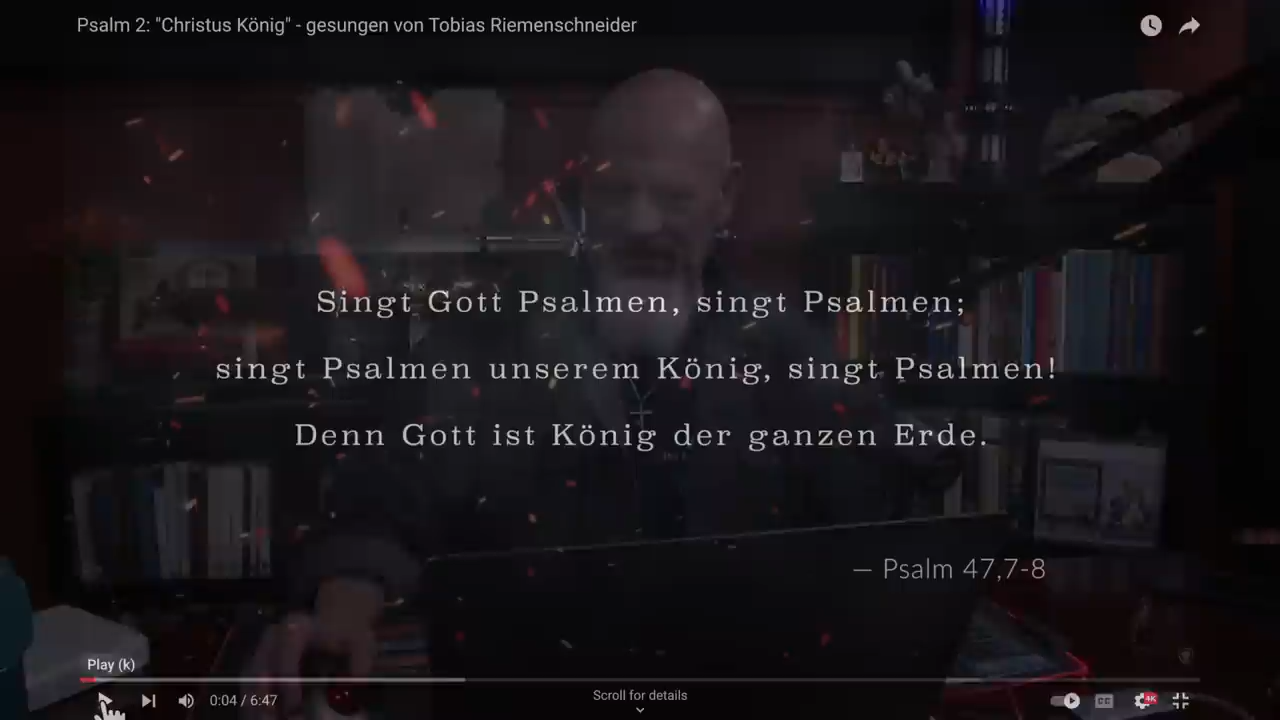 Psalm 2: "Christus König" - gesungen von Tobias Riemenschneider
Singt Gott Psalmen, singt Psalmen;
singt Psalmen unserem König, singt Psalmen!
Denn Gott ist König der ganzen Erde.
— Psalm 47,7-8
Play (k)
0:04 / 6:47
Scroll for details
CC
4K